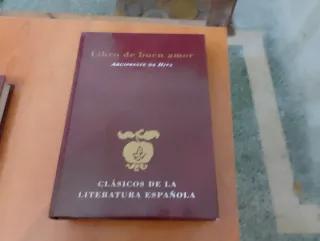 Libro de buen amor
Arcipreste de Hita
CLÁSICOS DE LA
LITERATURA ESPAÑOLA